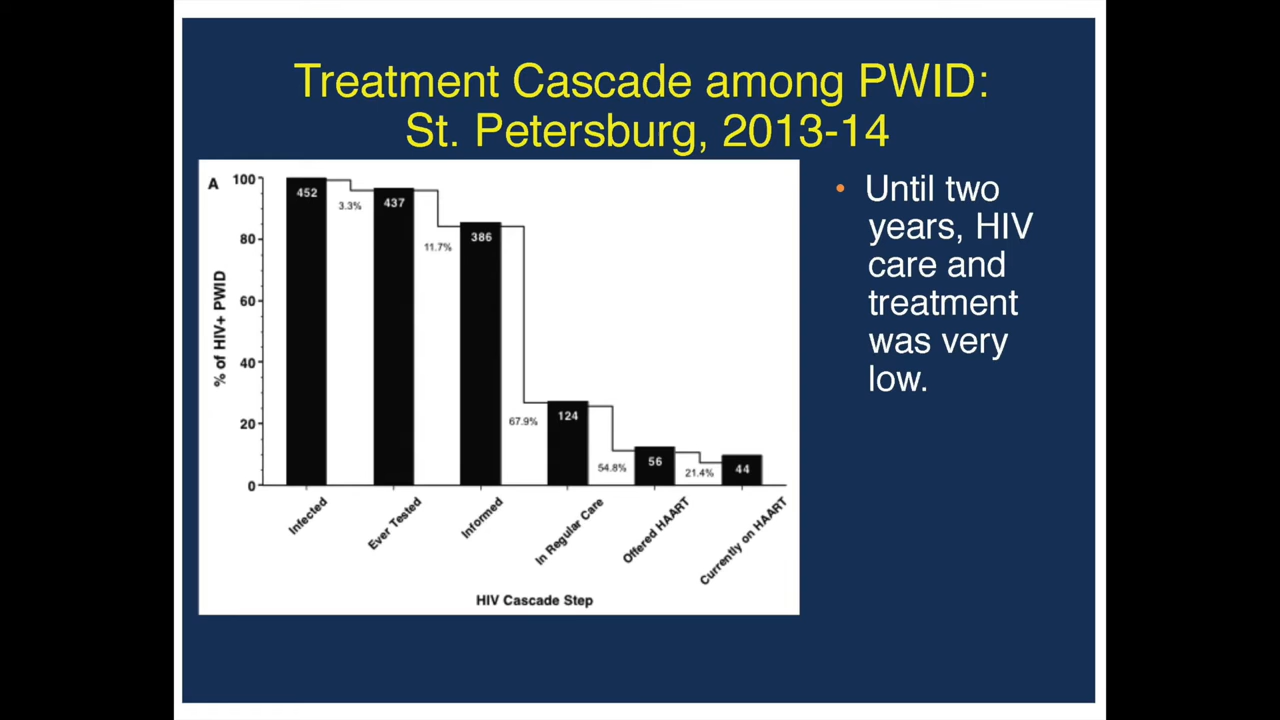 Treatment Cascade among PWID:
St. Petersburg, 2013-14
A
% of HIV+ PWID
100
80
60
40
20
0
452
3.3%
437
11.7%
386
67.9%
124
54.8%
56
21.4%
44
Infected
Ever Tested
Informed
In Regular Care
Offered HAART
Currently on HAART
HIV Cascade Step
• Until two
years, HIV
care and
treatment
was very
low.